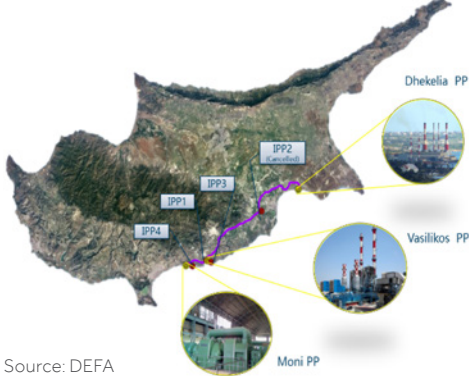 Dhekelia PP
IPP2
(Cancelled)
IPP3
IPP1
IPP4
Vasilikos PP
Moni PP
Source: DEFA